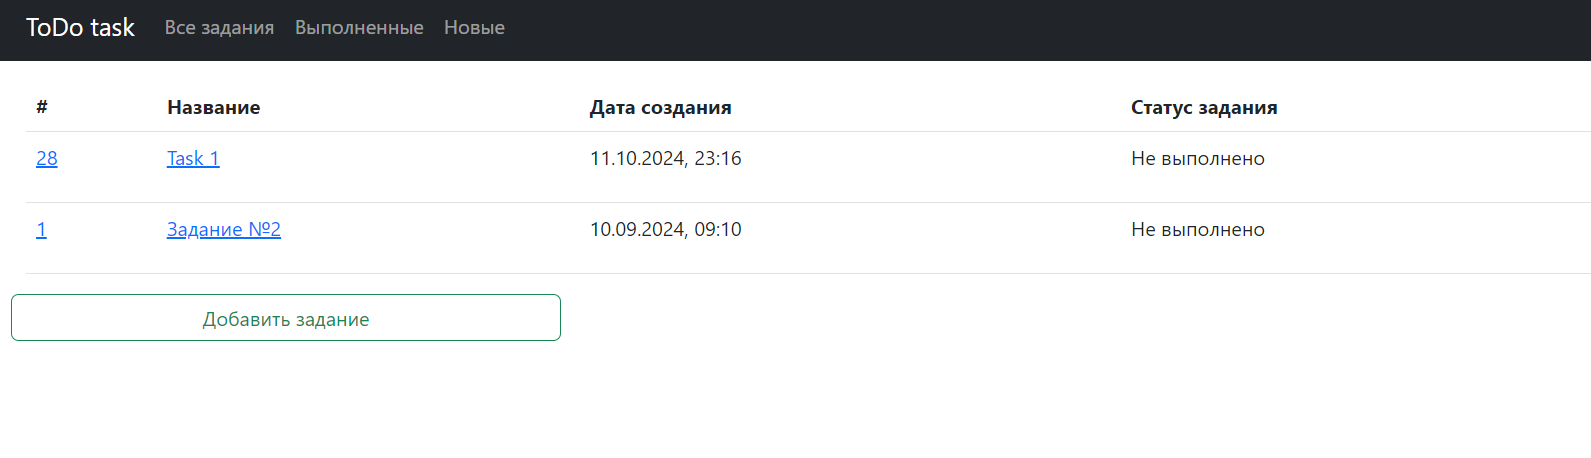 ToDo task Все задания Выполненные Новые
# Название Дата создания Статус задания
28 Task 1 11.10.2024, 23:16 Не выполнено
1 Задание №2 10.09.2024, 09:10 Не выполнено
Добавить задание